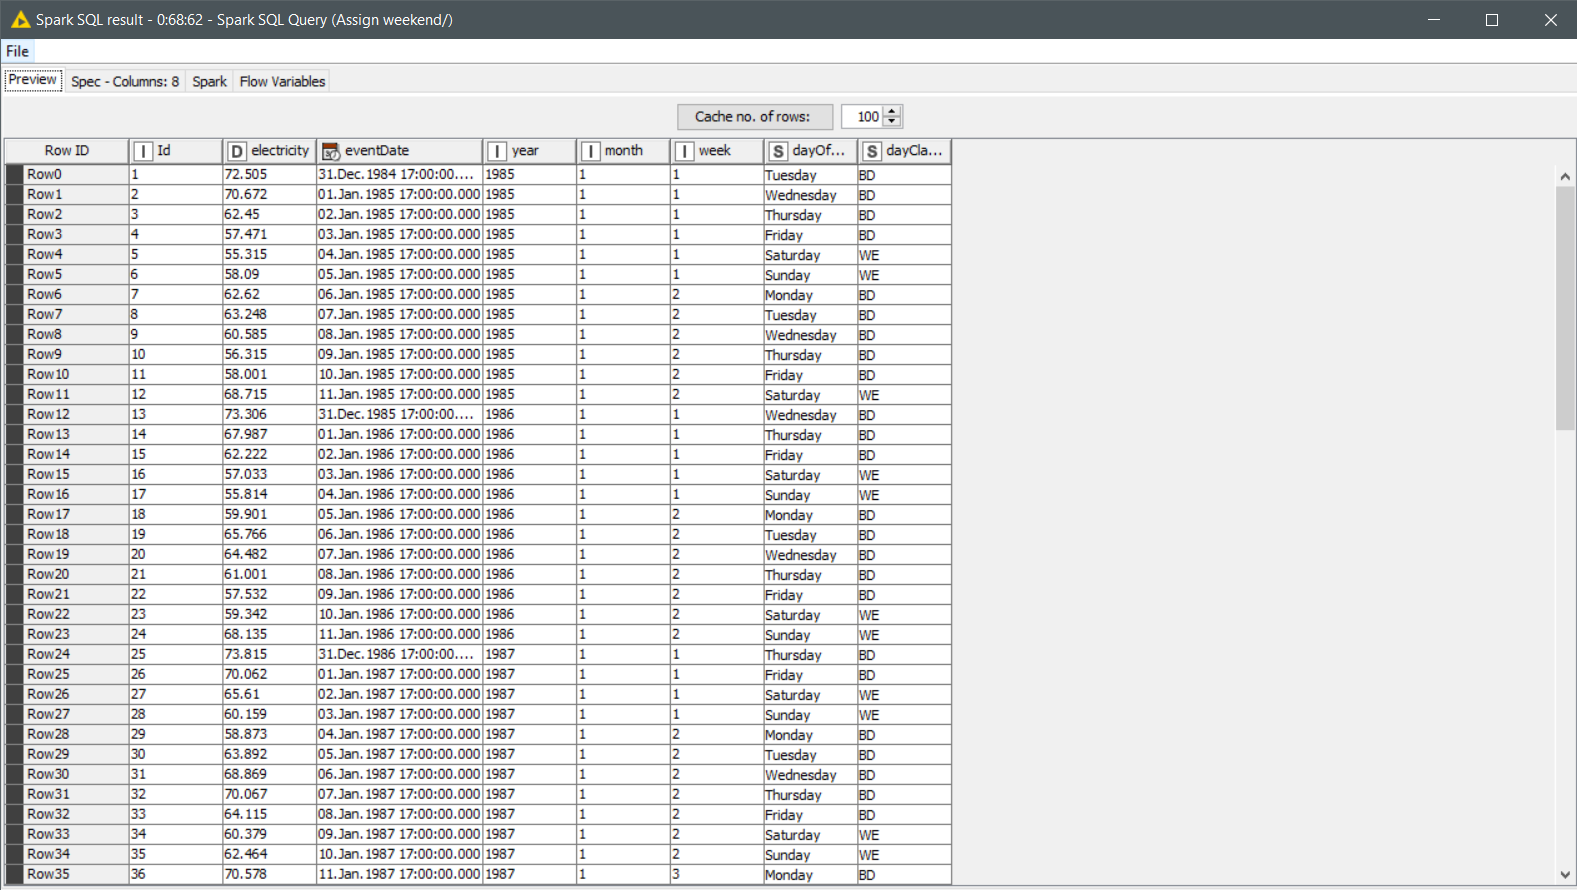 Spark SQL result - 0:68:62 - Spark SQL Query (Assign weekend/)
File
Preview Spec - Columns: 8 Spark Flow Variables
Cache no. of rows: 100
Row ID I Id D electricity eventDate I year I month I week S dayOf... S dayCla...
Row0 1 72.505 31.Dec.1984 17:00:00.... 1985 1 1 Tuesday BD
Row1 2 70.672 01.Jan.1985 17:00:00.000 1985 1 1 Wednesday BD
Row2 3 62.45 02.Jan.1985 17:00:00.000 1985 1 1 Thursday BD
Row3 4 57.471 03.Jan.1985 17:00:00.000 1985 1 1 Friday BD
Row4 5 55.315 04.Jan.1985 17:00:00.000 1985 1 1 Saturday WE
Row5 6 58.09 05.Jan.1985 17:00:00.000 1985 1 1 Sunday WE
Row6 7 62.62 06.Jan.1985 17:00:00.000 1985 1 2 Monday BD
Row7 8 63.248 07.Jan.1985 17:00:00.000 1985 1 2 Tuesday BD
Row8 9 60.585 08.Jan.1985 17:00:00.000 1985 1 2 Wednesday BD
Row9 10 56.315 09.Jan.1985 17:00:00.000 1985 1 2 Thursday BD
Row10 11 58.001 10.Jan.1985 17:00:00.000 1985 1 2 Friday BD
Row11 12 68.715 11.Jan.1985 17:00:00.000 1985 1 2 Saturday WE
Row12 13 73.306 31.Dec.1985 17:00:00.... 1986 1 1 Wednesday BD
Row13 14 67.987 01.Jan.1986 17:00:00.000 1986 1 1 Thursday BD
Row14 15 62.222 02.Jan.1986 17:00:00.000 1986 1 1 Friday BD
Row15 16 57.033 03.Jan.1986 17:00:00.000 1986 1 1 Saturday WE
Row16 17 55.814 04.Jan.1986 17:00:00.000 1986 1 1 Sunday WE
Row17 18 59.901 05.Jan.1986 17:00:00.000 1986 1 2 Monday BD
Row18 19 65.766 06.Jan.1986 17:00:00.000 1986 1 2 Tuesday BD
Row19 20 64.482 07.Jan.1986 17:00:00.000 1986 1 2 Wednesday BD
Row20 21 61.001 08.Jan.1986 17:00:00.000 1986 1 2 Thursday BD
Row21 22 57.532 09.Jan.1986 17:00:00.000 1986 1 2 Friday BD
Row22 23 59.342 10.Jan.1986 17:00:00.000 1986 1 2 Saturday WE
Row23 24 68.135 11.Jan.1986 17:00:00.000 1986 1 2 Sunday WE
Row24 25 73.815 31.Dec.1986 17:00:00.... 1987 1 1 Thursday BD
Row25 26 70.062 01.Jan.1987 17:00:00.000 1987 1 1 Friday BD
Row26 27 65.61 02.Jan.1987 17:00:00.000 1987 1 1 Saturday WE
Row27 28 60.159 03.Jan.1987 17:00:00.000 1987 1 1 Sunday WE
Row28 29 58.873 04.Jan.1987 17:00:00.000 1987 1 2 Monday BD
Row29 30 63.892 05.Jan.1987 17:00:00.000 1987 1 2 Tuesday BD
Row30 31 68.869 06.Jan.1987 17:00:00.000 1987 1 2 Wednesday BD
Row31 32 70.067 07.Jan.1987 17:00:00.000 1987 1 2 Thursday BD
Row32 33 64.115 08.Jan.1987 17:00:00.000 1987 1 2 Friday BD
Row33 34 60.379 09.Jan.1987 17:00:00.000 1987 1 2 Saturday WE
Row34 35 62.464 10.Jan.1987 17:00:00.000 1987 1 2 Sunday WE
Row35 36 70.578 11.Jan.1987 17:00:00.000 1987 1 3 Monday BD